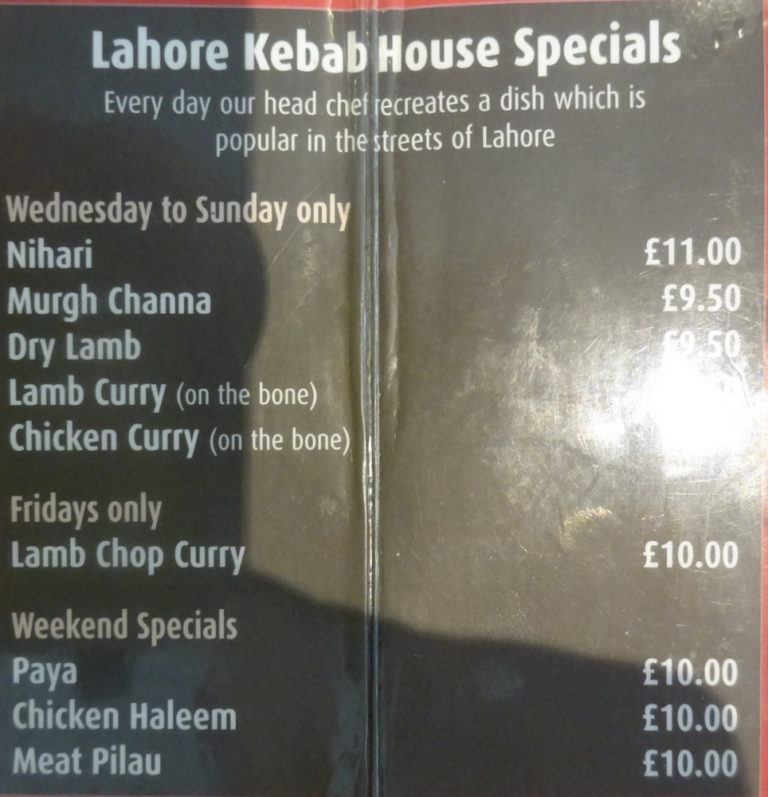 Lahore Kebab House Specials
Every day our head chef recreates a dish which is
popular in the streets of Lahore
Wednesday to Sunday only
Nihari £11.00
Murgh Channa £9.50
Dry Lamb £9.50
Lamb Curry (on the bone)
Chicken Curry (on the bone)
Fridays only
Lamb Chop Curry £10.00
Weekend Specials
Paya £10.00
Chicken Haleem £10.00
Meat Pilau £10.00